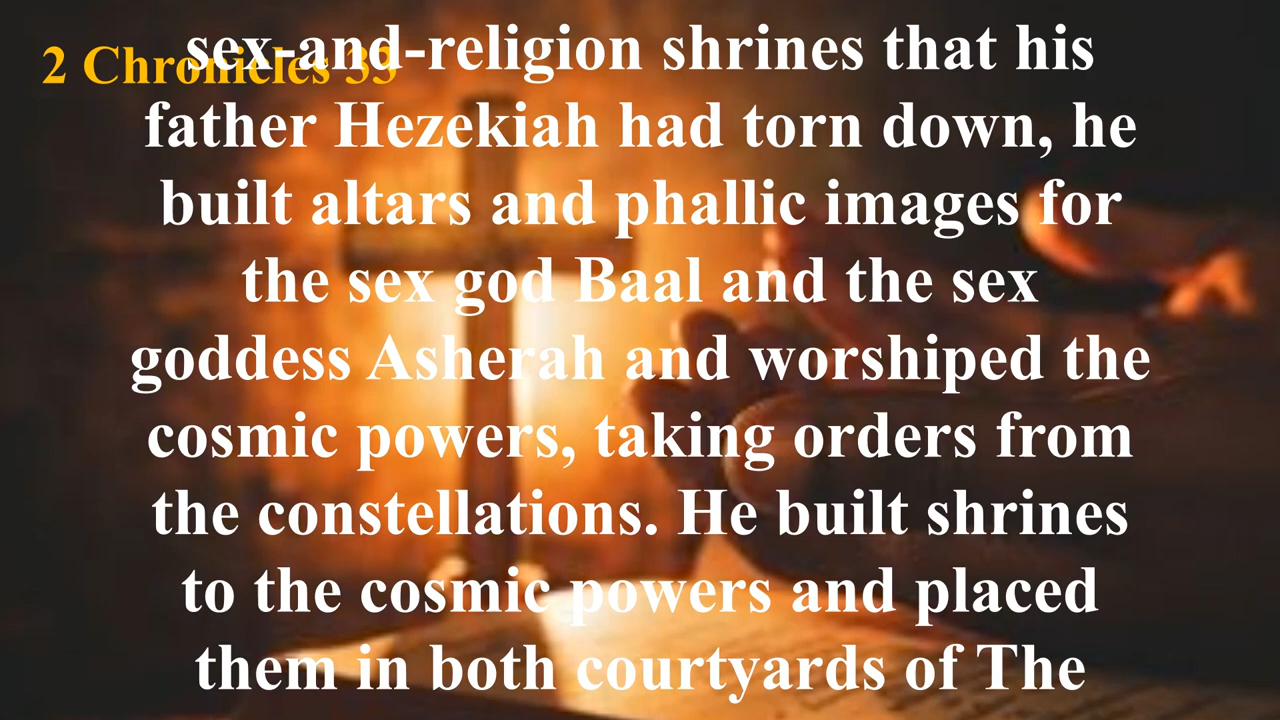 2 Chronicles 33
sex-and-religion shrines that his
father Hezekiah had torn down, he
built altars and phallic images for
the sex god Baal and the sex
goddess Asherah and worshiped the
cosmic powers, taking orders from
the constellations. He built shrines
to the cosmic powers and placed
them in both courtyards of The